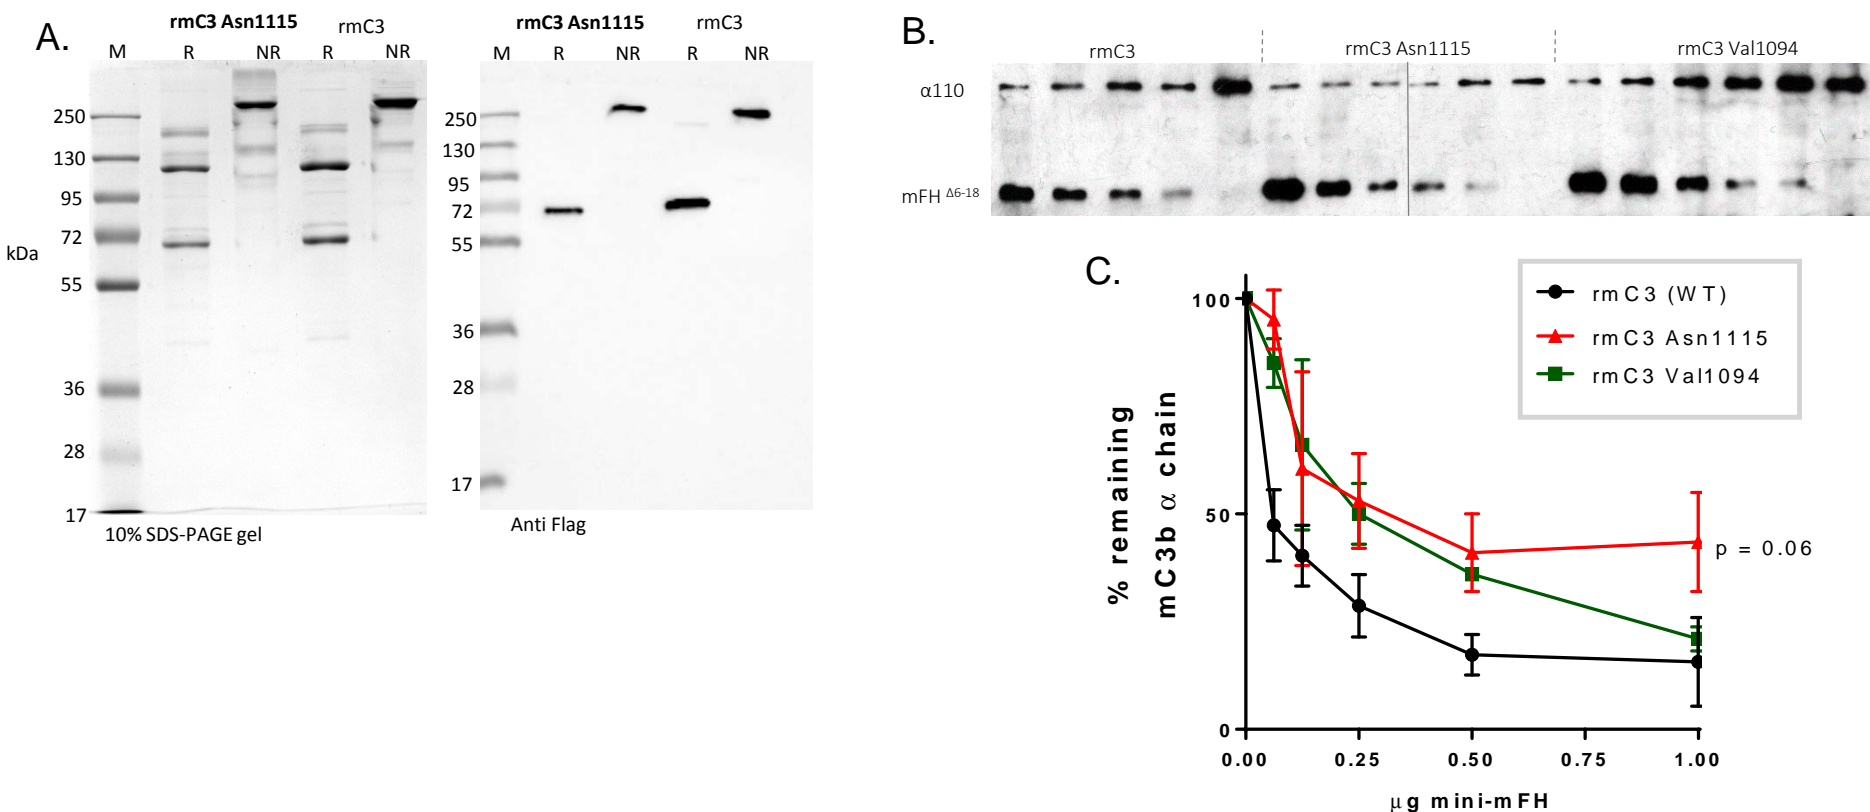 A.
rmC3 Asn1115 rmC3
M R NR R NR
250
130
95
72
kDa
55
36
28
17
10% SDS-PAGE gel
rmC3 Asn1115 rmC3
M R NR R NR
250
130
95
72
55
36
28
17
Anti Flag
B.
rmC3 rmC3 Asn1115 rmC3 Val1094
α110
mFH Δ6-18
C.
rmC3 (WT)
rmC3 Asn1115
rmC3 Val1094
% remaining
mC3b α chain
100
50
0
p = 0.06
0.00 0.25 0.50 0.75 1.00
μg mini-mFH